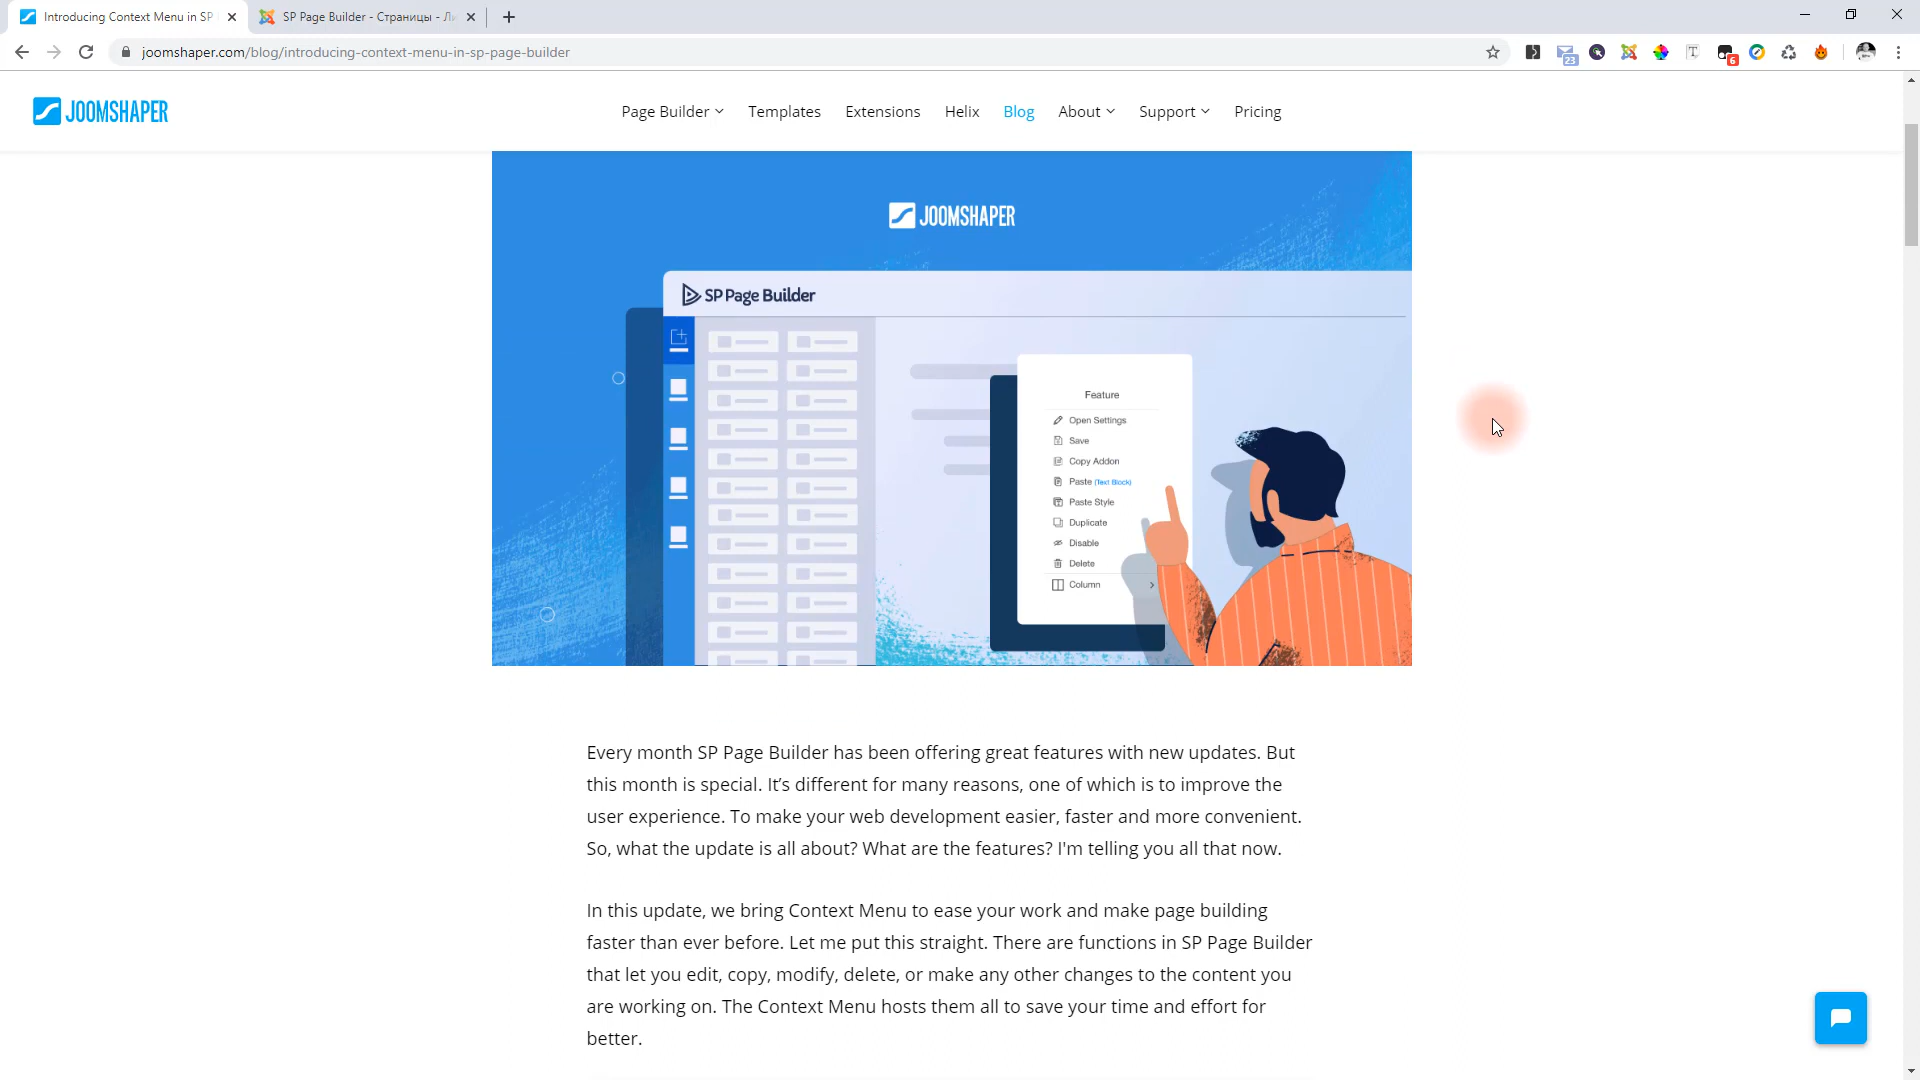 Introducing Context Menu in SP
SP Page Builder - Страницы - Ли
joomshaper.com/blog/introducing-context-menu-in-sp-page-builder
23
T
6
JOOMSHAPER
Page Builder
Templates
Extensions
Helix
Blog
About
Support
Pricing
JOOMSHAPER
SP Page Builder
Feature
Open Settings
Save
Copy Addon
Paste (Text Block)
Paste Style
Duplicate
Disable
Delete
Column
Every month SP Page Builder has been offering great features with new updates. But
this month is special. It’s different for many reasons, one of which is to improve the
user experience. To make your web development easier, faster and more convenient.
So, what the update is all about? What are the features? I'm telling you all that now.
In this update, we bring Context Menu to ease your work and make page building
faster than ever before. Let me put this straight. There are functions in SP Page Builder
that let you edit, copy, modify, delete, or make any other changes to the content you
are working on. The Context Menu hosts them all to save your time and effort for
better.